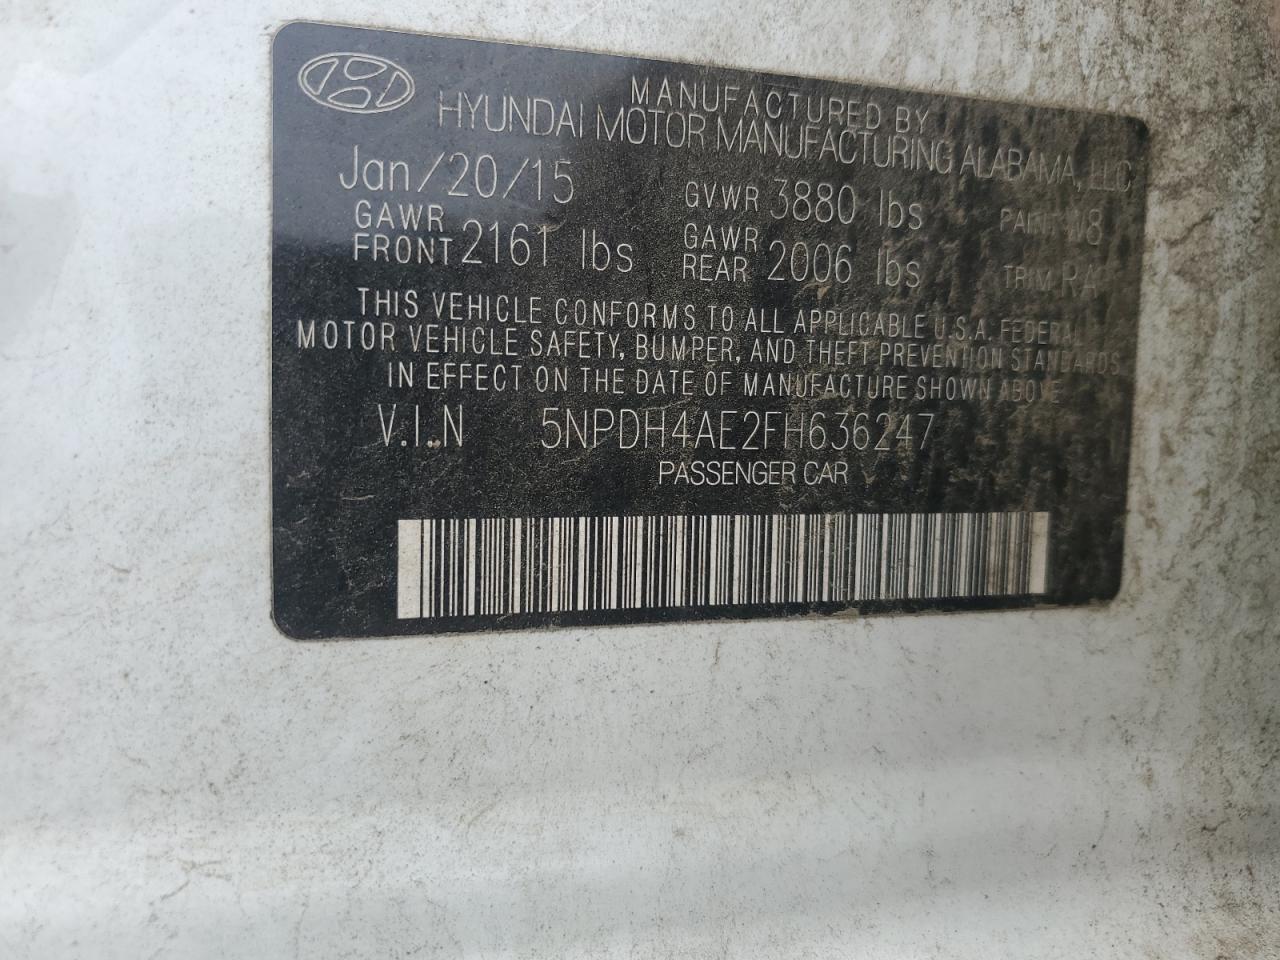 MANUFACTURED BY
HYUNDAI MOTOR MANUFACTURING ALABAMA, LLC
Jan/20/15 GVWR 3880 lbs PAINT W8
GAWR FRONT 2161 lbs GAWR REAR 2006 lbs TRIM RA
THIS VEHICLE CONFORMS TO ALL APPLICABLE U.S.A. FEDERAL
MOTOR VEHICLE SAFETY, BUMPER, AND THEFT PREVENTION STANDARDS
IN EFFECT ON THE DATE OF MANUFACTURE SHOWN ABOVE
V.I.N 5NPDH4AE2FH636247
PASSENGER CAR